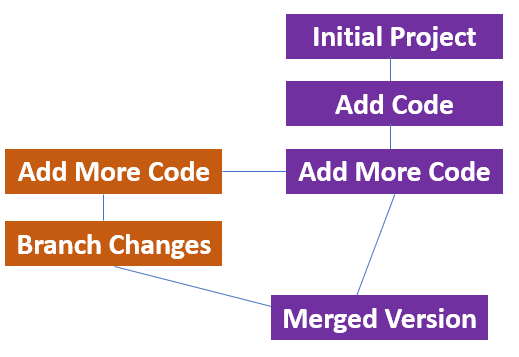 Initial Project
Add Code
Add More Code
Add More Code
Branch Changes
Merged Version